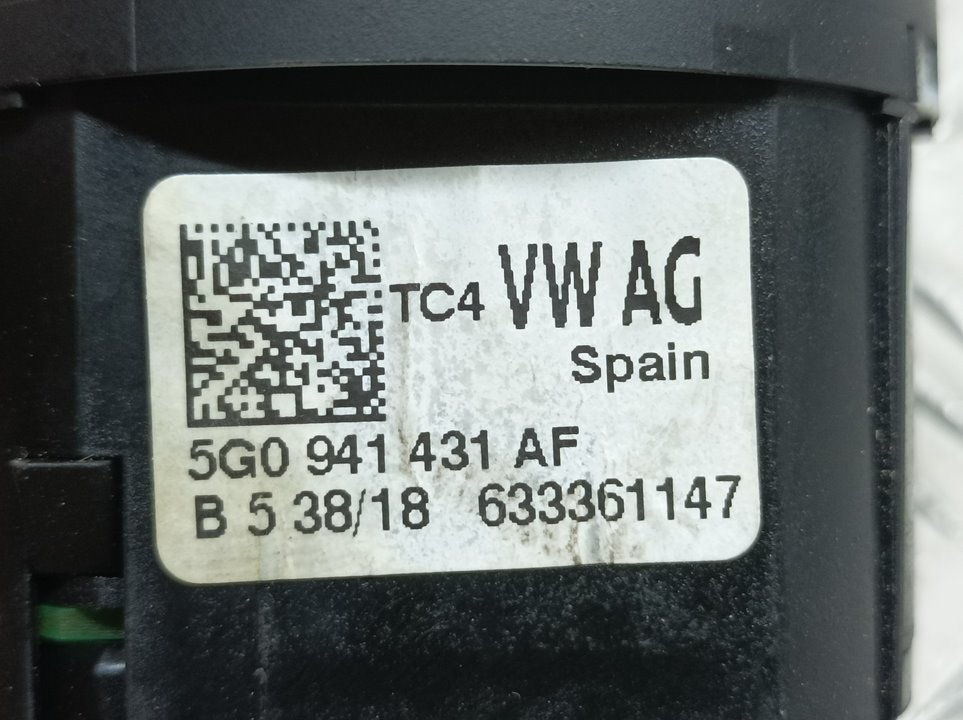 TC4 VW AG
Spain
5G0 941 431 AF
B 5 38/18 633361147